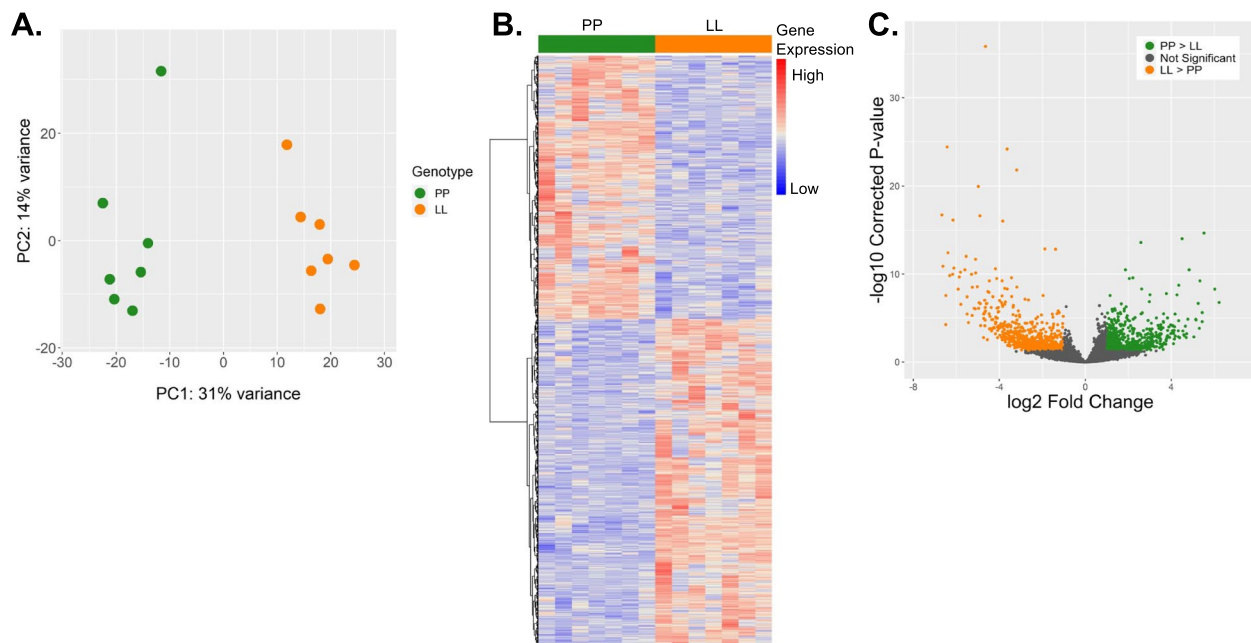 A.
20
0
-20
-30
-20
-10
0
10
20
30
PC2: 14% variance
PC1: 31% variance
Genotype
PP
LL
B.
PP
LL
Gene
Expression
High
Low
C.
PP > LL
Not Significant
LL > PP
30
20
10
0
-8
-4
0
4
-log10 Corrected P-value
log2 Fold Change